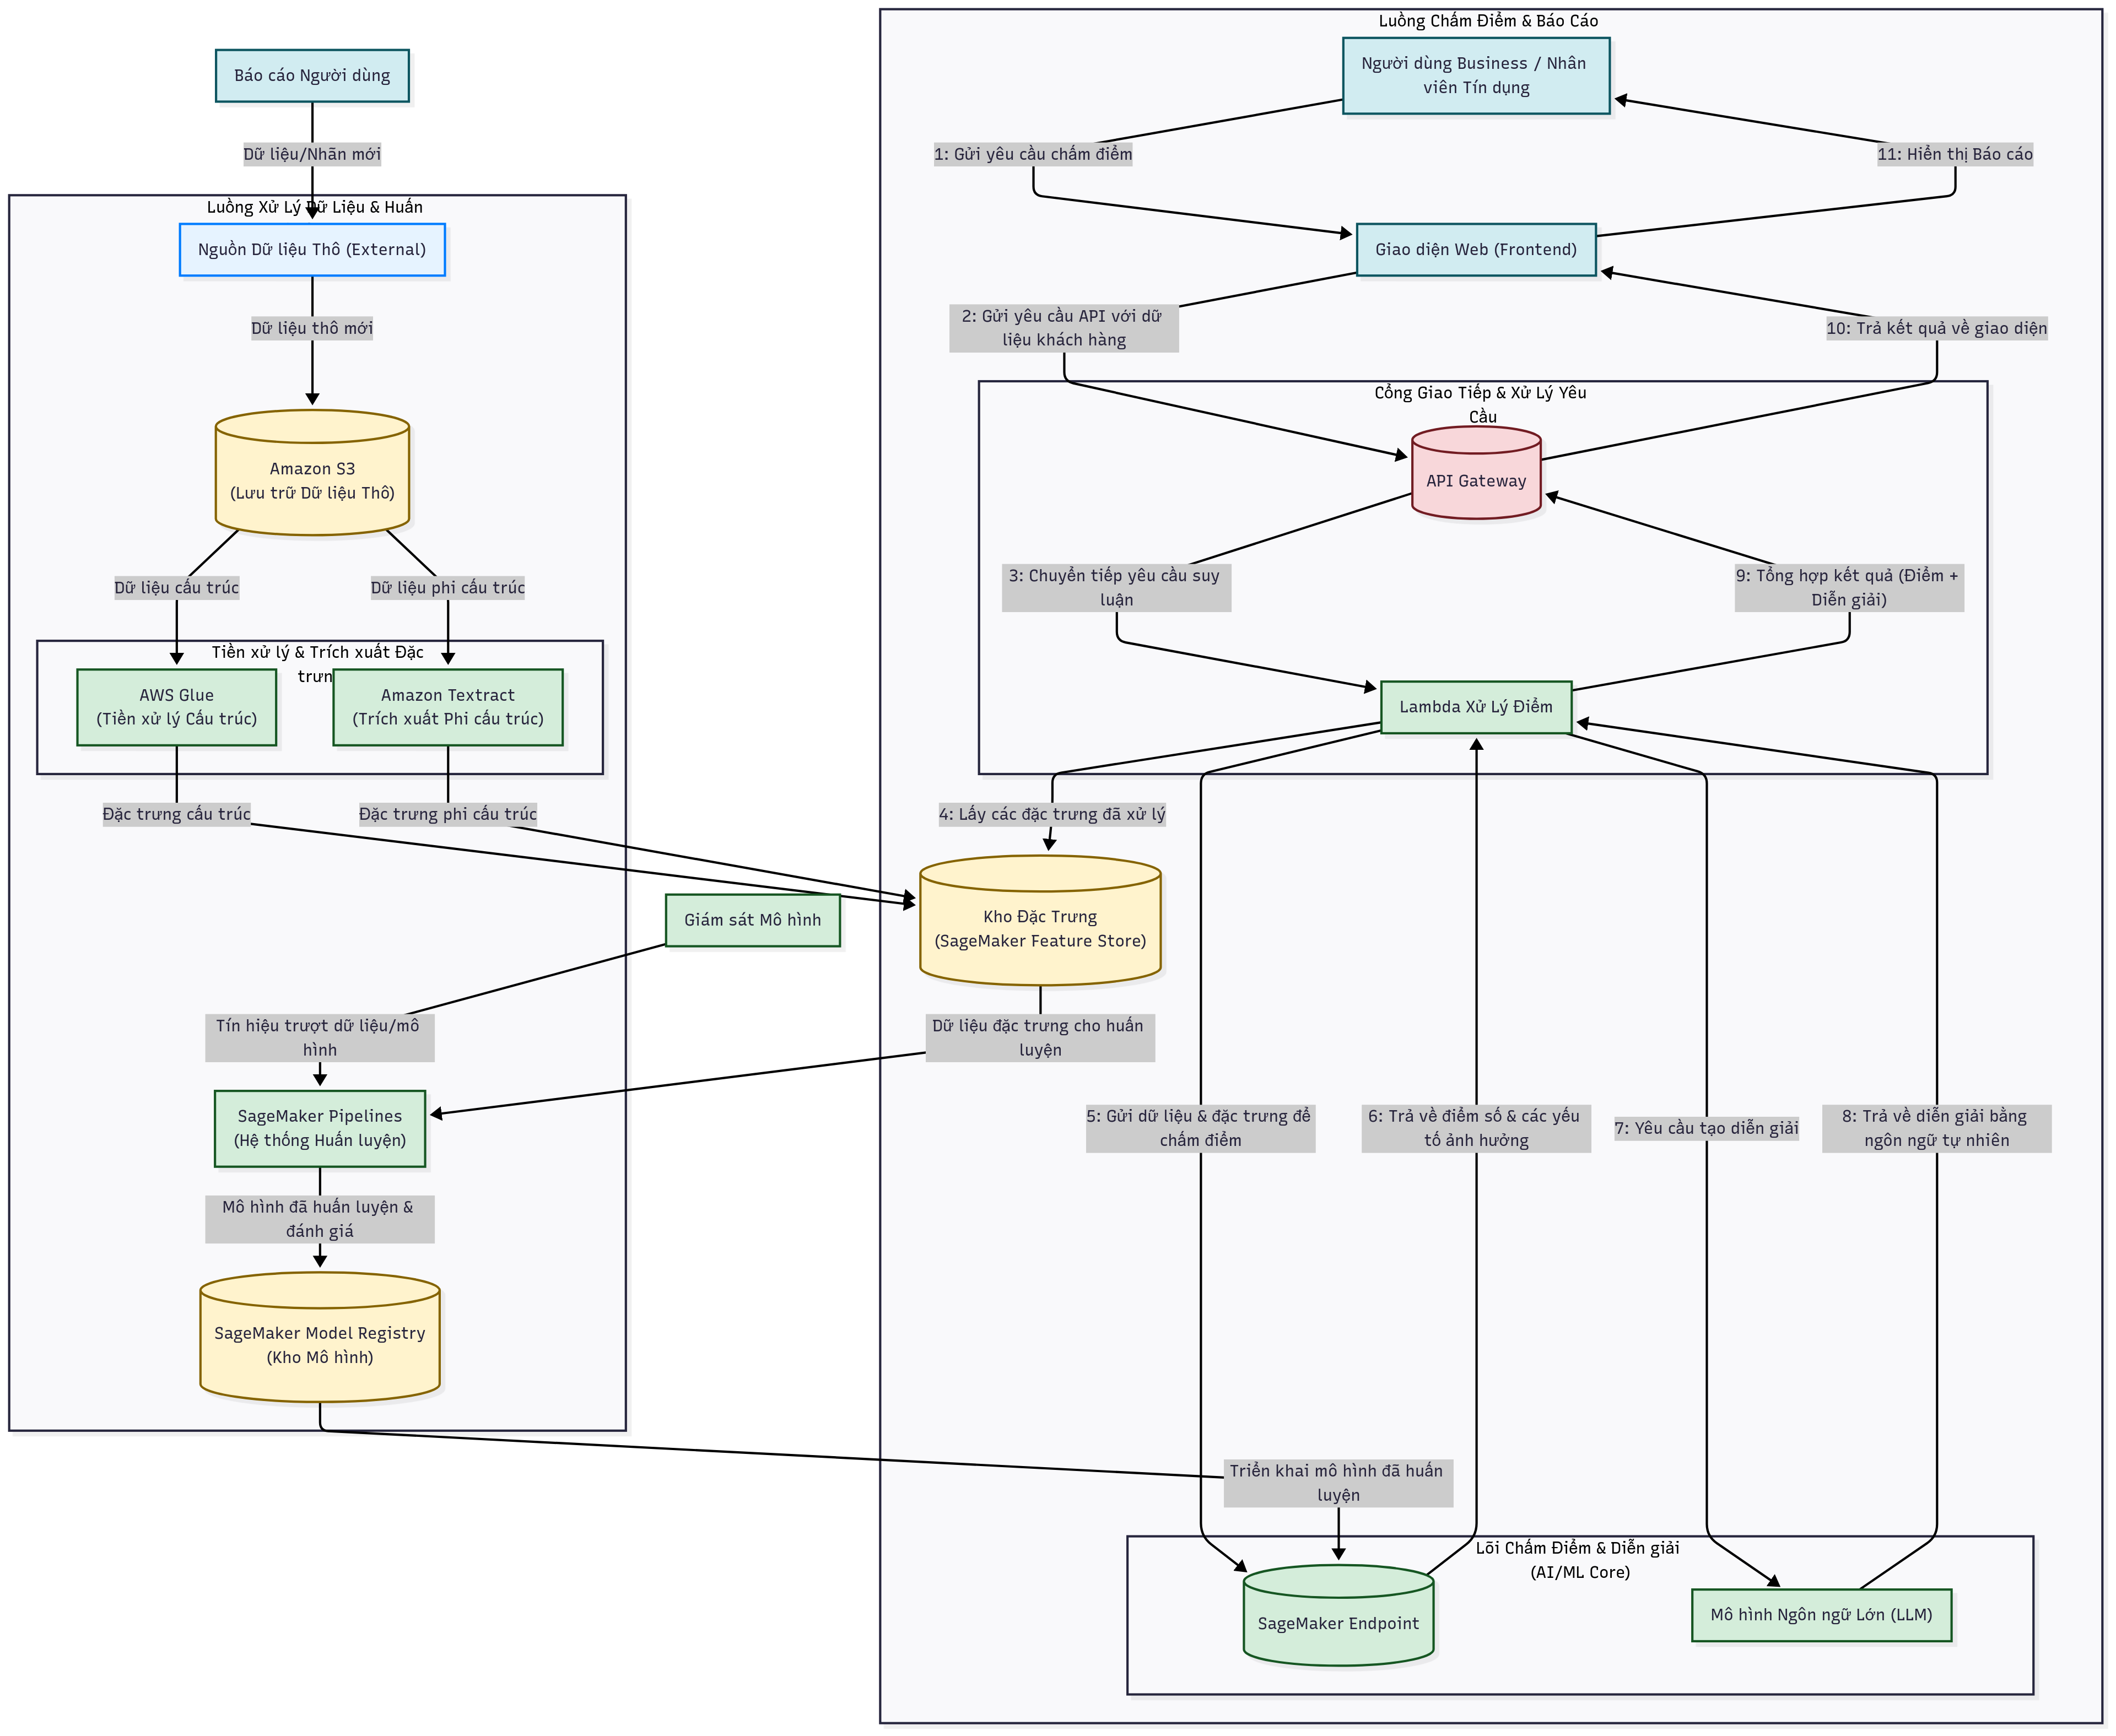 Báo cáo Người dùng
Dữ liệu/Nhãn mới
Luồng Xử Lý Dữ Liệu & Huấn
Nguồn Dữ liệu Thô (External)
Dữ liệu thô mới
Amazon S3
(Lưu trữ Dữ liệu Thô)
Dữ liệu cấu trúc
Dữ liệu phi cấu trúc
Tiền xử lý & Trích xuất Đặc
trưn
AWS Glue
(Tiền xử lý Cấu trúc)
Amazon Textract
(Trích xuất Phi cấu trúc)
Đặc trưng cấu trúc
Đặc trưng phi cấu trúc
Giám sát Mô hình
Tín hiệu trượt dữ liệu/mô
hình
SageMaker Pipelines
(Hệ thống Huấn luyện)
Mô hình đã huấn luyện &
đánh giá
SageMaker Model Registry
(Kho Mô hình)
Luồng Chấm Điểm & Báo Cáo
Người dùng Business / Nhân
viên Tín dụng
1: Gửi yêu cầu chấm điểm
11: Hiển thị Báo cáo
Giao diện Web (Frontend)
2: Gửi yêu cầu API với dữ
liệu khách hàng
10: Trả kết quả về giao diện
Cổng Giao Tiếp & Xử Lý Yêu
Cầu
API Gateway
3: Chuyển tiếp yêu cầu suy
luận
9: Tổng hợp kết quả (Điểm +
Diễn giải)
Lambda Xử Lý Điểm
4: Lấy các đặc trưng đã xử lý
Kho Đặc Trưng
(SageMaker Feature Store)
Dữ liệu đặc trưng cho huấn
luyện
5: Gửi dữ liệu & đặc trưng để
chấm điểm
6: Trả về điểm số & các yếu
tố ảnh hưởng
7: Yêu cầu tạo diễn giải
8: Trả về diễn giải bằng
ngôn ngữ tự nhiên
Triển khai mô hình đã huấn
luyện
Lõi Chấm Điểm & Diễn giải
(AI/ML Core)
SageMaker Endpoint
Mô hình Ngôn ngữ Lớn (LLM)